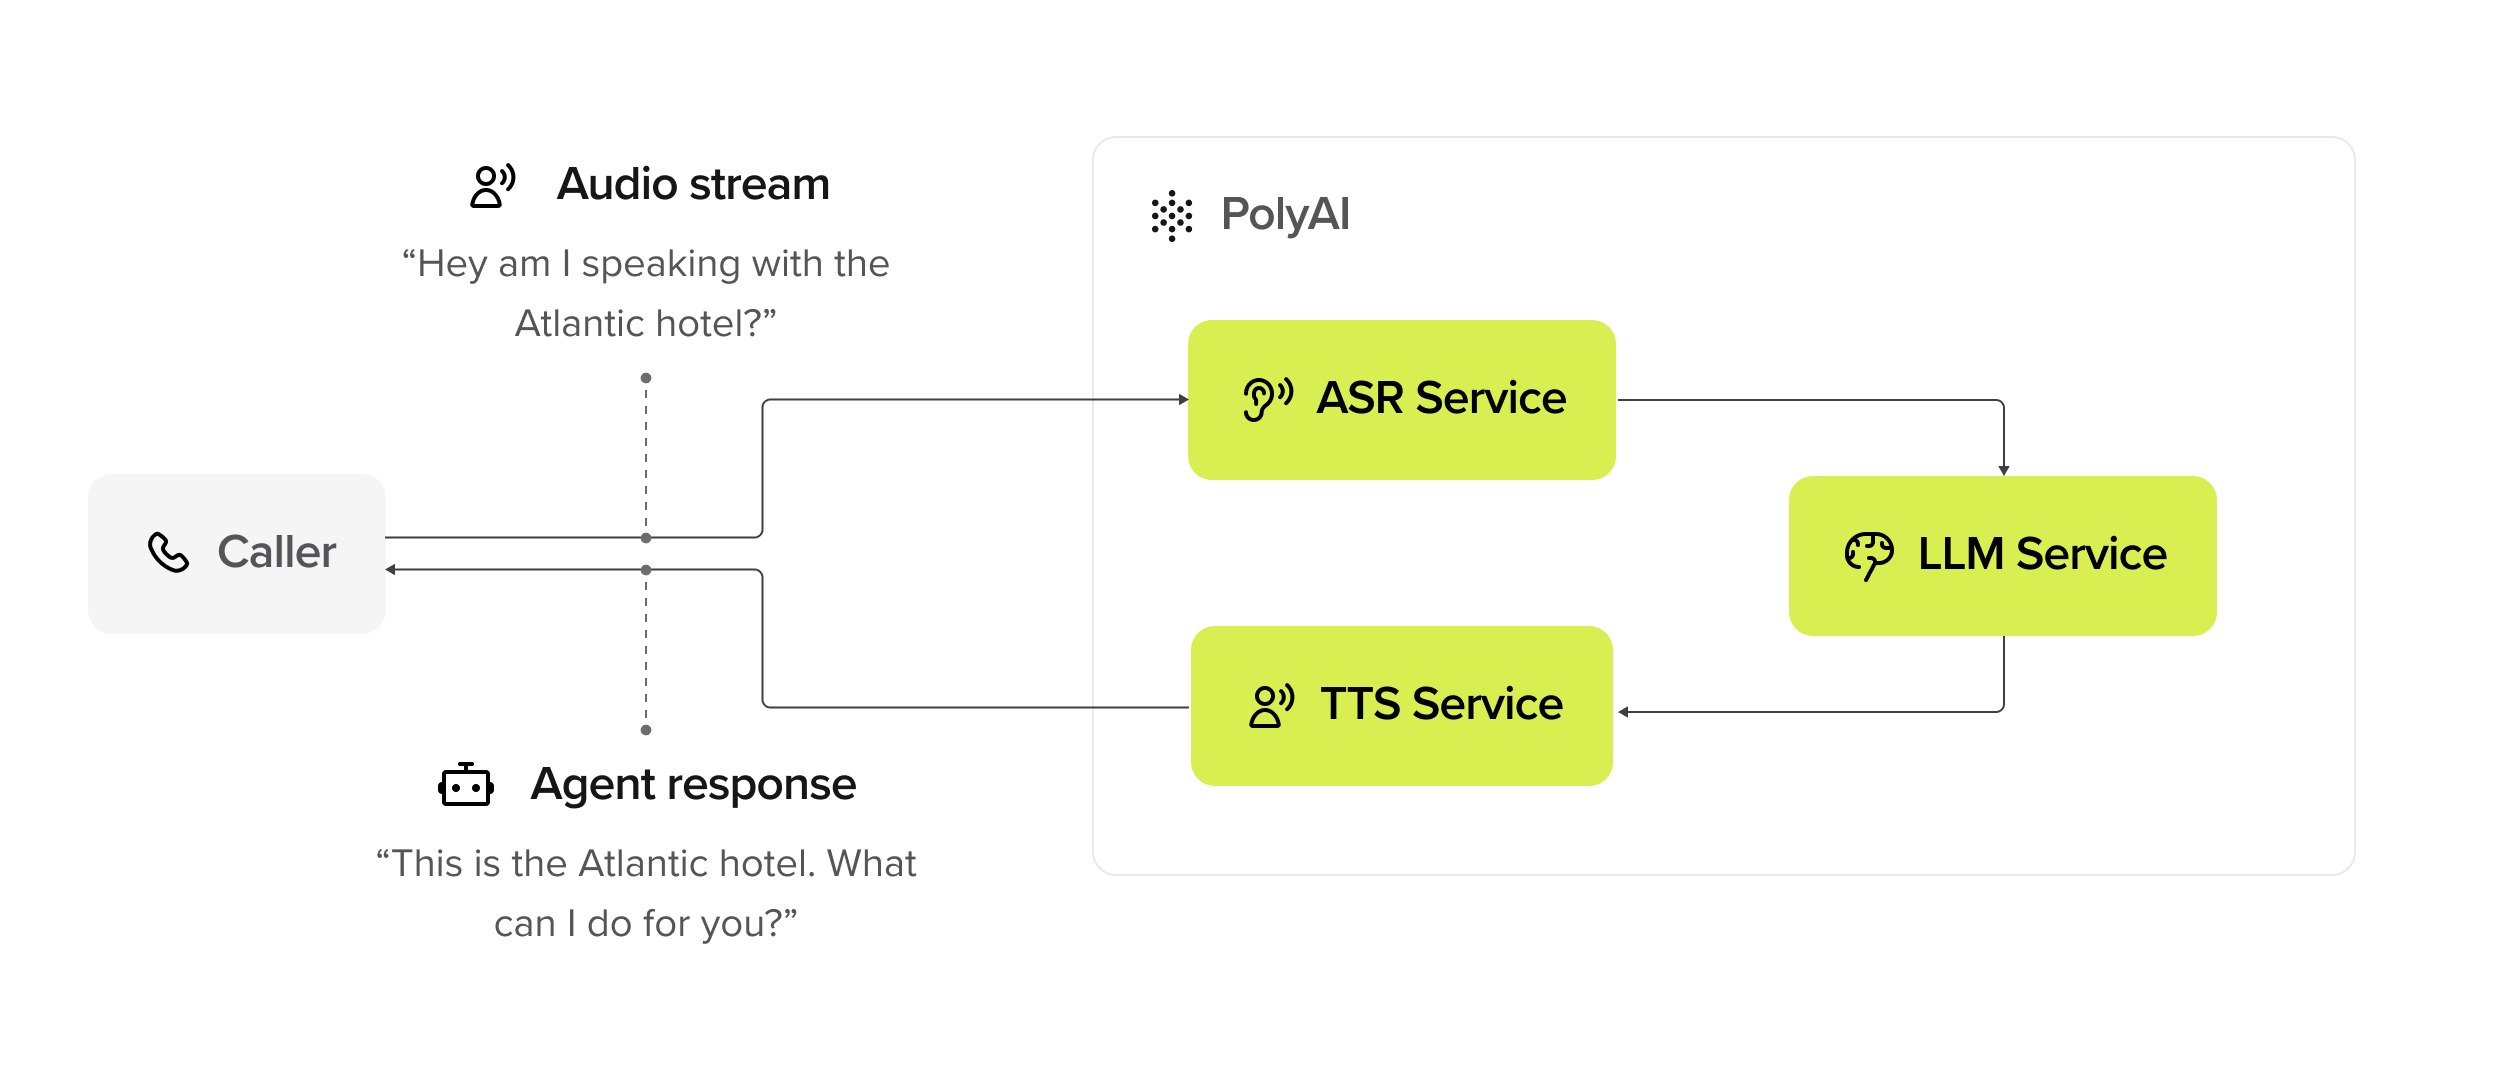 Audio stream
“Hey am I speaking with the
Atlantic hotel?”
PolyAI
ASR Service
Caller
LLM Service
TTS Service
Agent response
“This is the Atlantic hotel. What
can I do for you?”